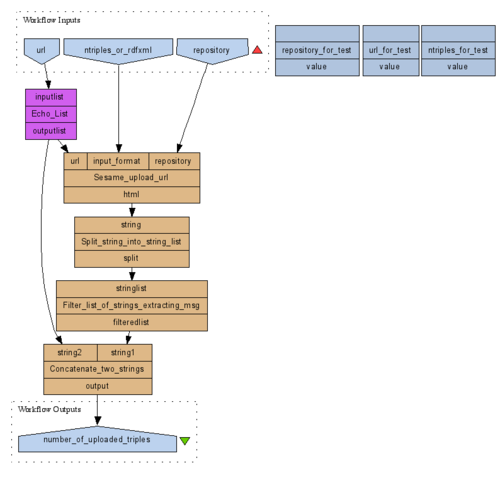 Workflow Inputs
url ntriples_or_rdfxml repository
repository_for_test url_for_test ntriples_for_test
value value value
inputlist
Echo_List
outputlist
url input_format repository
Sesame_upload_url
html
string
Split_string_into_string_list
split
stringlist
Filter_list_of_strings_extracting_msg
filteredlist
string2 string1
Concatenate_two_strings
output
Workflow Outputs
number_of_uploaded_triples